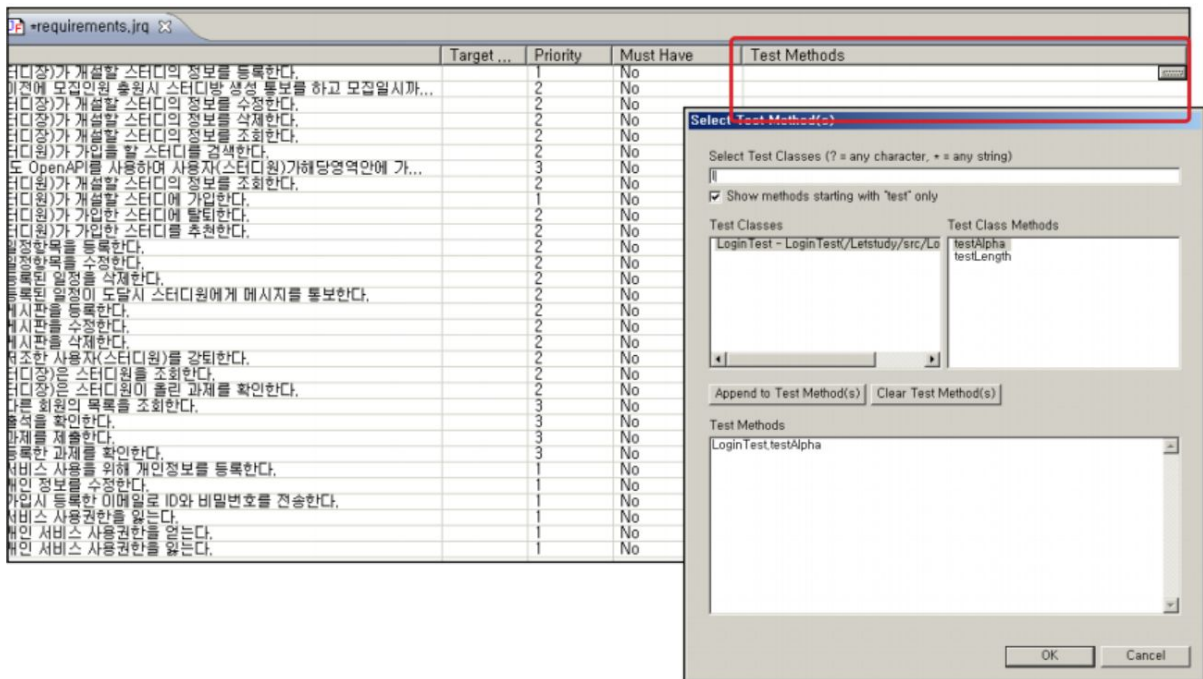 *requirements.jrq
Target ... Priority Must Have Test Methods
터디장)가 개설할 스터디의 정보를 등록한다. 1 No
이전에 모집인원 충원시 스터디방 생성 통보를 하고 모집일시까... 2 No
터디장)가 개설할 스터디의 정보를 수정한다. 2 No
터디장)가 개설할 스터디의 정보를 삭제한다. 2 No
터디장)가 개설할 스터디의 정보를 조회한다. 2 No
터디원)가 가입을 할 스터디를 검색한다. 2 No
도 OpenAPI를 사용하며 사용자(스터디원)가해당영역안에 가... 3 No
터디원)가 개설할 스터디의 정보를 조회한다. 2 No
터디원)가 개설할 스터디에 가입한다. 1 No
터디원)가 가입한 스터디에 탈퇴한다. 2 No
터디원)가 가입한 스터디를 추천한다. 2 No
일정항목을 등록한다. 2 No
일정항목을 수정한다. 2 No
등록된 일정을 삭제한다. 2 No
등록된 일정이 도달시 스터디원에게 메시지를 통보한다. 2 No
게시판을 등록한다. 2 No
게시판을 수정한다. 2 No
게시판을 삭제한다. 2 No
저조한 사용자(스터디원)를 강퇴한다. 2 No
터디장)은 스터디원을 조회한다. 2 No
터디장)은 스터디원이 올린 과제를 확인한다. 2 No
다른 회원의 목록을 조회한다. 3 No
출석을 확인한다. 3 No
과제를 제출한다. 3 No
등록한 과제를 확인한다. 3 No
서비스 사용을 위해 개인정보를 등록한다. 1 No
개인 정보를 수정한다. 1 No
가입시 등록한 이메일로 ID와 비밀번호를 전송한다. 1 No
서비스 사용권한을 잃는다. 1 No
개인 서비스 사용권한을 얻는다. 1 No
개인 서비스 사용권한을 잃는다. 1 No
Select Test Method(s)
Select Test Classes (? = any character, * = any string)
l
Show methods starting with "test" only
Test Classes Test Class Methods
LoginTest - LoginTest(/Letstudy/src/Lo testAlpha
testLength
Append to Test Method(s) Clear Test Method(s)
Test Methods
LoginTest.testAlpha
OK Cancel